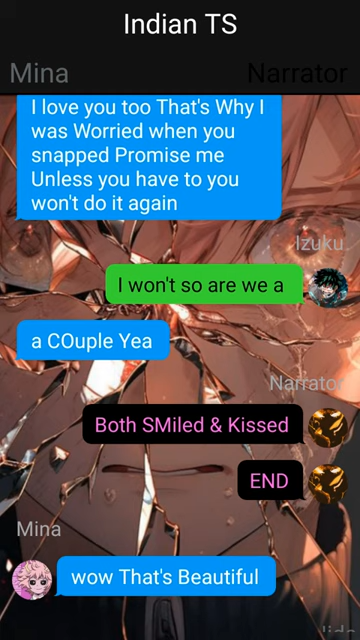 Indian TS
Mina
Narrator
I love you too That's Why I
was Worried when you
snapped Promise me
Unless you have to you
won't do it again
Izuku
I won't so are we a
a COuple Yea
Narrator
Both SMiled & Kissed
END
Mina
wow That's Beautiful